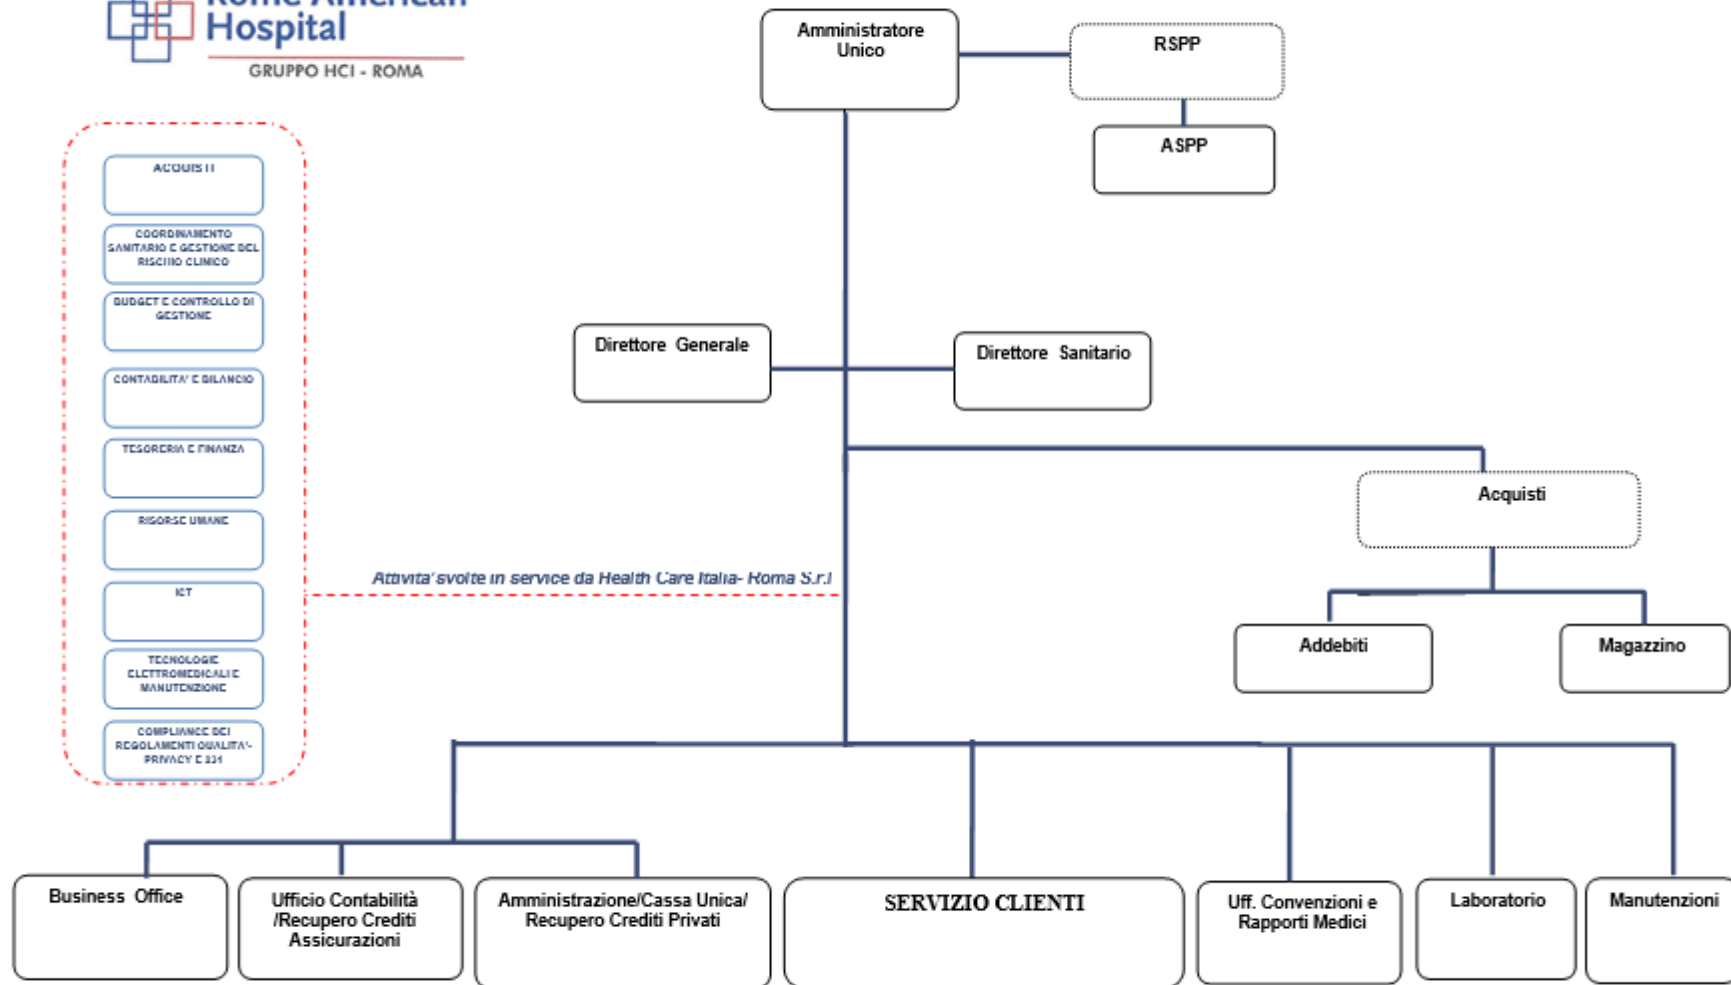 Rome American
Hospital
GRUPPO HCI - ROMA
Amministratore
Unico
RSPP
ASPP
ACQUISTI
COORDINAMENTO
SANITARIO E GESTIONE DEL
RISCHIO CLINICO
BUDGET E CONTROLLO DI
GESTIONE
CONTABILITA' E BILANCIO
TESORERIA E FINANZA
RISORSE UMANE
ICT
TECNOLOGIE
ELETTROMEDICALI E
MANUTENZIONE
COMPLIANCE DEI
REGOLAMENTI QUALITA'-
PRIVACY E 231
Direttore Generale
Direttore Sanitario
Attivita' svolte in service da Health Care Italia- Roma S.r.l
Acquisti
Addebiti
Magazzino
Business Office
Ufficio Contabilità
/Recupero Crediti
Assicurazioni
Amministrazione/Cassa Unica/
Recupero Crediti Privati
SERVIZIO CLIENTI
Uff. Convenzioni e
Rapporti Medici
Laboratorio
Manutenzioni